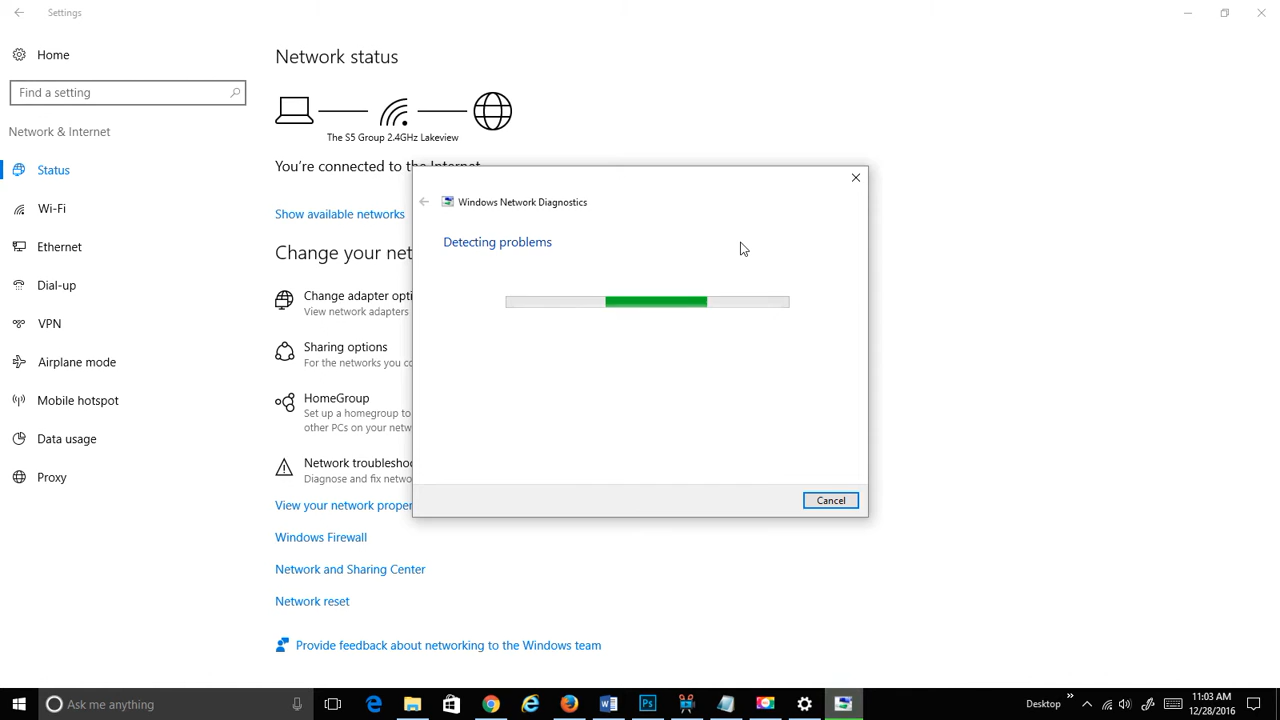 Settings
Home
Network status
Find a setting
The S5 Group 2.4GHz Lakeview
Network & Internet
You're connected to the Internet
Status
Windows Network Diagnostics
Wi-Fi
Show available networks
Detecting problems
Ethernet
Change your net
Dial-up
Change adapter opti
View network adapters
VPN
Sharing options
For the networks you co
Airplane mode
HomeGroup
Mobile hotspot
Set up a homegroup to
other PCs on your netw
Data usage
Network troubleshoo
Proxy
Diagnose and fix netwo
Cancel
View your network proper
Windows Firewall
Network and Sharing Center
Network reset
Provide feedback about networking to the Windows team
Ask me anything
Desktop
11:03 AM
12/28/2016